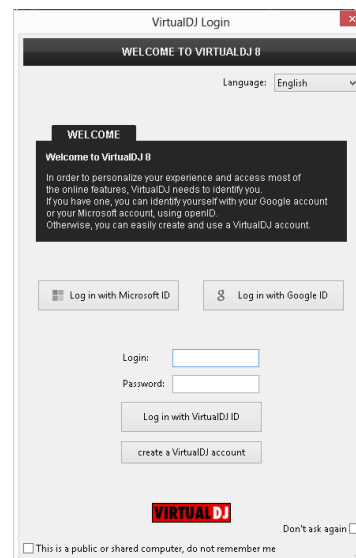 VirtualDJ Login
WELCOME TO VIRTUALDJ 8
Language: English
WELCOME
Welcome to VirtualDJ 8
In order to personalize your experience and access most of
the online features, VirtualDJ needs to identify you.
If you have one, you can identify yourself with your Google account
or your Microsoft account, using openID.
Otherwise, you can easily create and use a VirtualDJ account.
Log in with Microsoft ID
g Log in with Google ID
Login:
Password:
Log in with VirtualDJ ID
create a VirtualDJ account
VIRTUAL DJ
Don't ask again
This is a public or shared computer, do not remember me